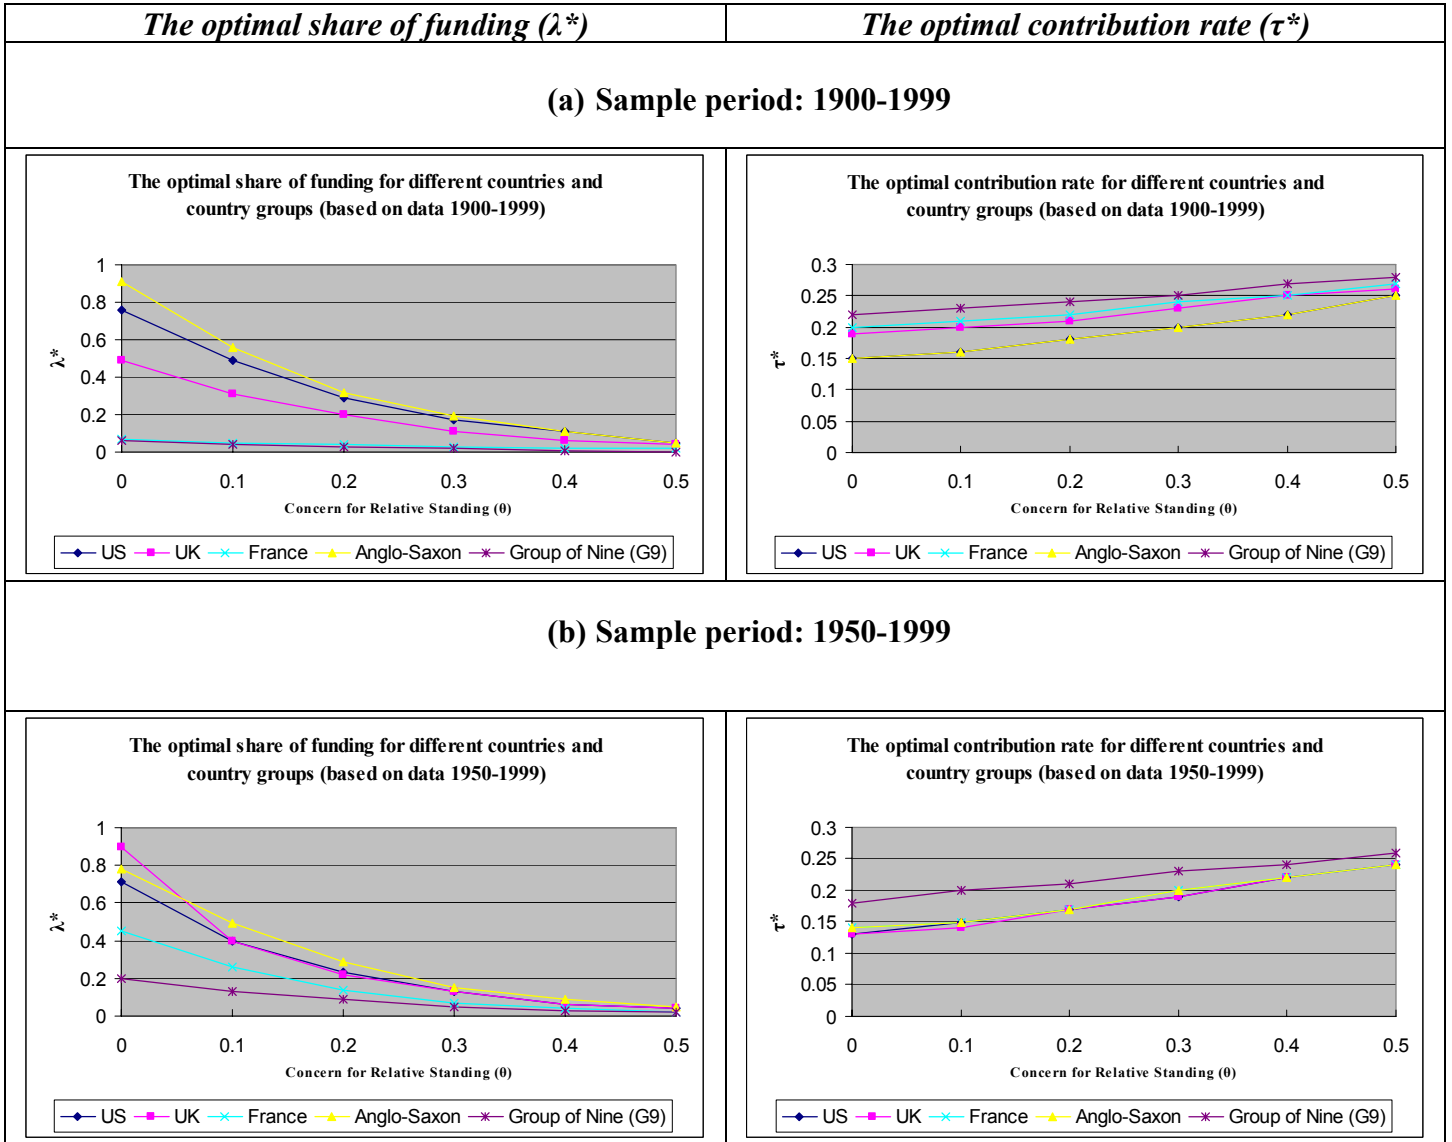 The optimal share of funding (λ*)
The optimal contribution rate (τ*)
(a) Sample period: 1900-1999
The optimal share of funding for different countries and
country groups (based on data 1900-1999)
1
0.8
0.6
0.4
0.2
0
λ*
0 0.1 0.2 0.3 0.4 0.5
Concern for Relative Standing (θ)
US UK France Anglo-Saxon Group of Nine (G9)
The optimal contribution rate for different countries and
country groups (based on data 1900-1999)
0.3
0.25
0.2
0.15
0.1
0.05
0
τ*
0 0.1 0.2 0.3 0.4 0.5
Concern for Relative Standing (θ)
US UK France Anglo-Saxon Group of Nine (G9)
(b) Sample period: 1950-1999
The optimal share of funding for different countries and
country groups (based on data 1950-1999)
1
0.8
0.6
0.4
0.2
0
λ*
0 0.1 0.2 0.3 0.4 0.5
Concern for Relative Standing (θ)
US UK France Anglo-Saxon Group of Nine (G9)
The optimal contribution rate for different countries and
country groups (based on data 1950-1999)
0.3
0.25
0.2
0.15
0.1
0.05
0
τ*
0 0.1 0.2 0.3 0.4 0.5
Concern for Relative Standing (θ)
US UK France Anglo-Saxon Group of Nine (G9)